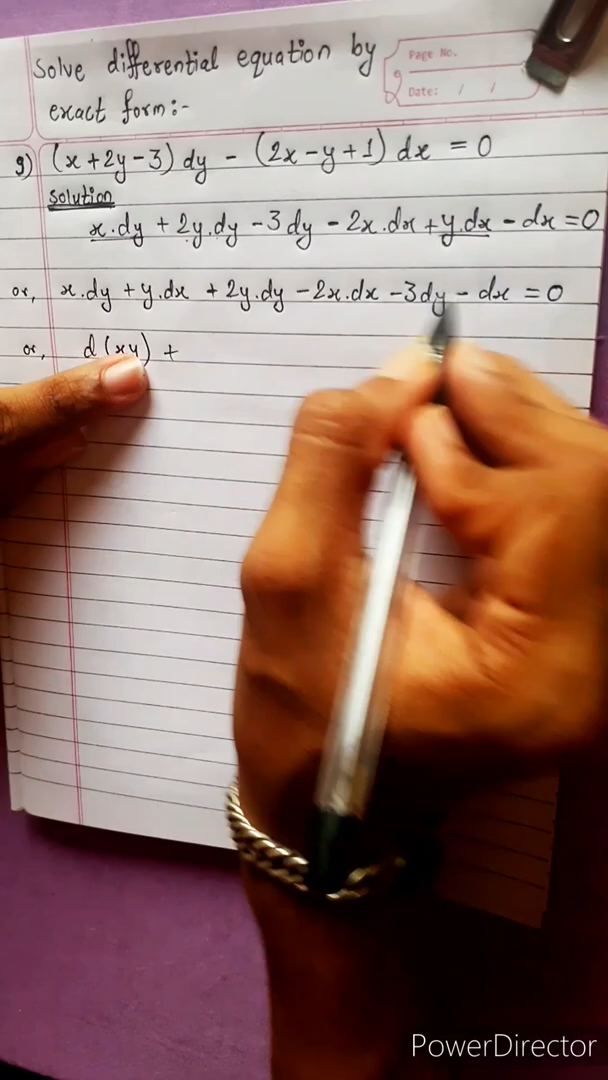 Solve differential equation by
exact form:-
Page No.
Date: / /
9) (x+2y-3) dy - (2x-y+1) dx = 0
Solution
x.dy + 2y.dy - 3dy - 2x.dx + y.dx - dx = 0
or, x.dy + y.dx + 2y.dy - 2x.dx - 3dy - dx = 0
or, d(xy) +
PowerDirector